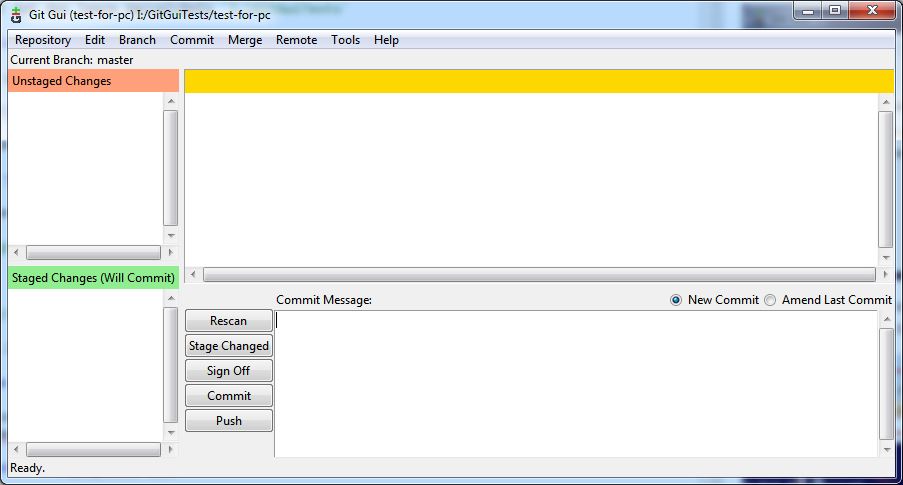 Git Gui (test-for-pc) I:/GitGuiTests/test-for-pc
Repository Edit Branch Commit Merge Remote Tools Help
Current Branch: master
Unstaged Changes
Staged Changes (Will Commit)
Commit Message:
New Commit
Amend Last Commit
Rescan
Stage Changed
Sign Off
Commit
Push
Ready.